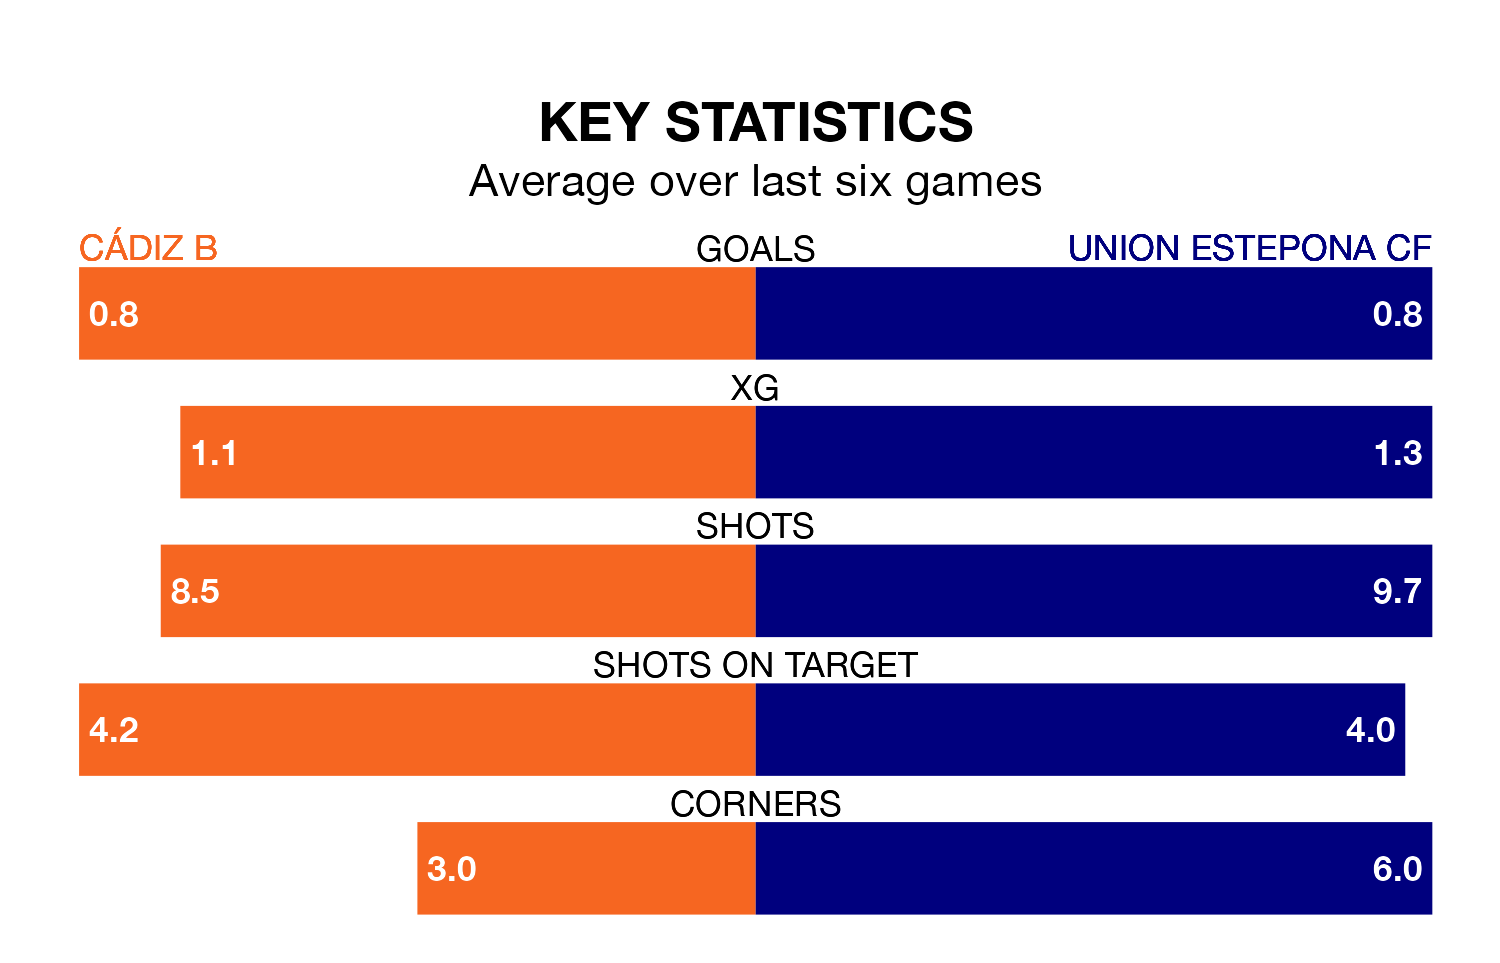 KEY STATISTICS
Average over last six games
CÁDIZ B GOALS UNION ESTEPONA CF
0.8 0.8
XG
1.1 1.3
SHOTS
8.5 9.7
SHOTS ON TARGET
4.2 4.0
CORNERS
3.0 6.0